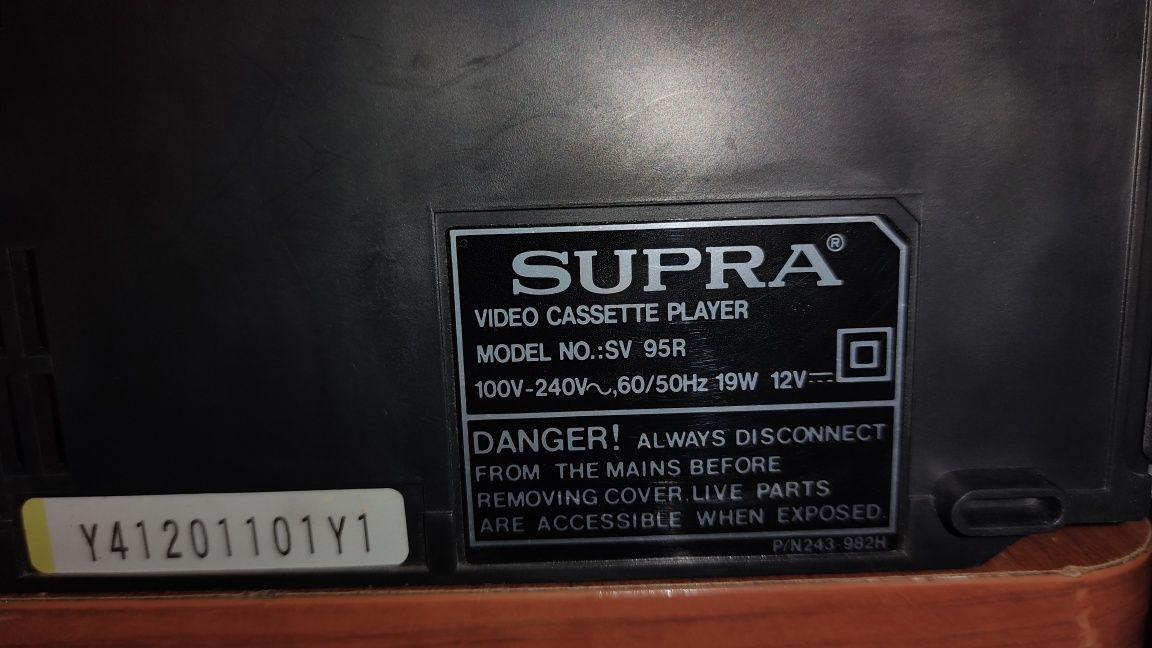 SUPRA®
VIDEO CASSETTE PLAYER
MODEL NO.:SV 95R
100V-240V~,60/50Hz 19W 12V⎓
DANGER! ALWAYS DISCONNECT
FROM THE MAINS BEFORE
REMOVING COVER.LIVE PARTS
ARE ACCESSIBLE WHEN EXPOSED.
P/N243-982H
Y41201101Y1